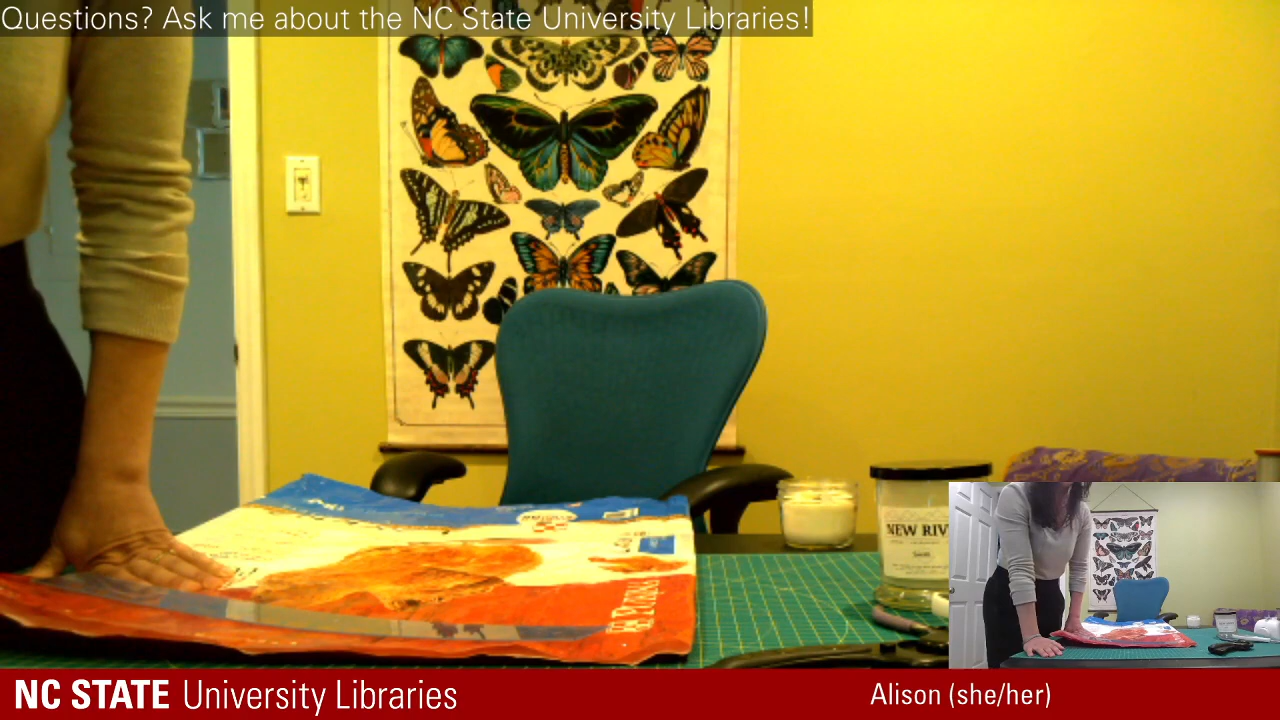 Questions? Ask me about the NC State University Libraries!
NEW RIV
NC STATE University Libraries
Alison (she/her)